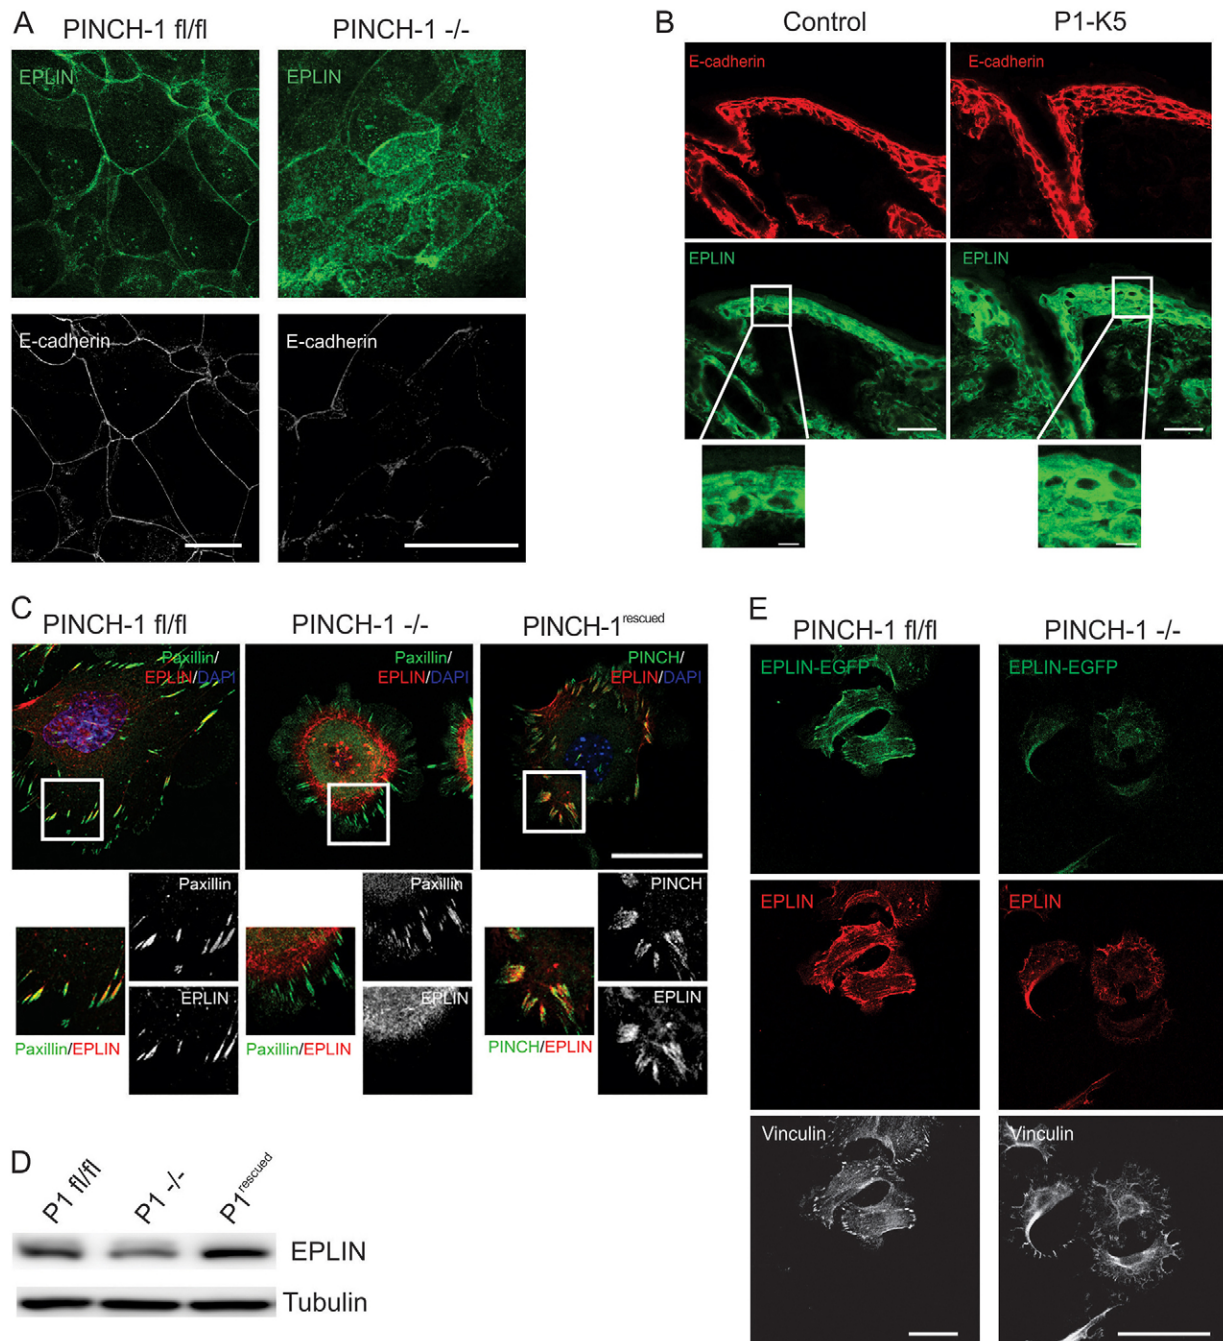 A
PINCH-1 fl/fl
PINCH-1 -/-
EPLIN
EPLIN
E-cadherin
E-cadherin
B
Control
P1-K5
E-cadherin
E-cadherin
EPLIN
EPLIN
C
PINCH-1 fl/fl
PINCH-1 -/-
PINCH-1rescued
Paxillin/
EPLIN/DAPI
Paxillin/
EPLIN/DAPI
PINCH/
EPLIN/DAPI
Paxillin
Paxillin
PINCH
EPLIN
EPLIN
EPLIN
Paxillin/EPLIN
Paxillin/EPLIN
PINCH/EPLIN
D
P1 fl/fl
P1 -/-
P1rescued
EPLIN
Tubulin
E
PINCH-1 fl/fl
PINCH-1 -/-
EPLIN-EGFP
EPLIN-EGFP
EPLIN
EPLIN
Vinculin
Vinculin